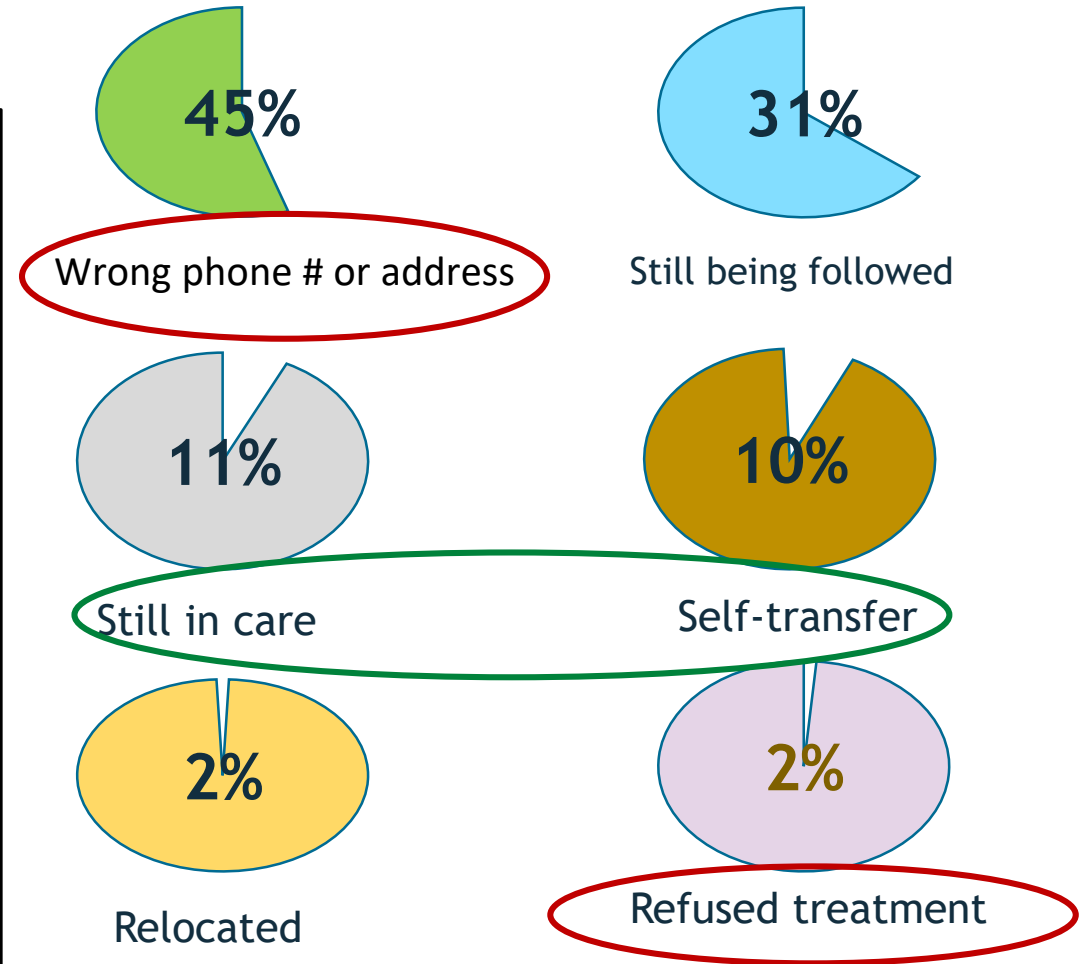 45%
31%
Wrong phone # or address
Still being followed
11%
10%
Still in care
Self-transfer
2%
2%
Relocated
Refused treatment